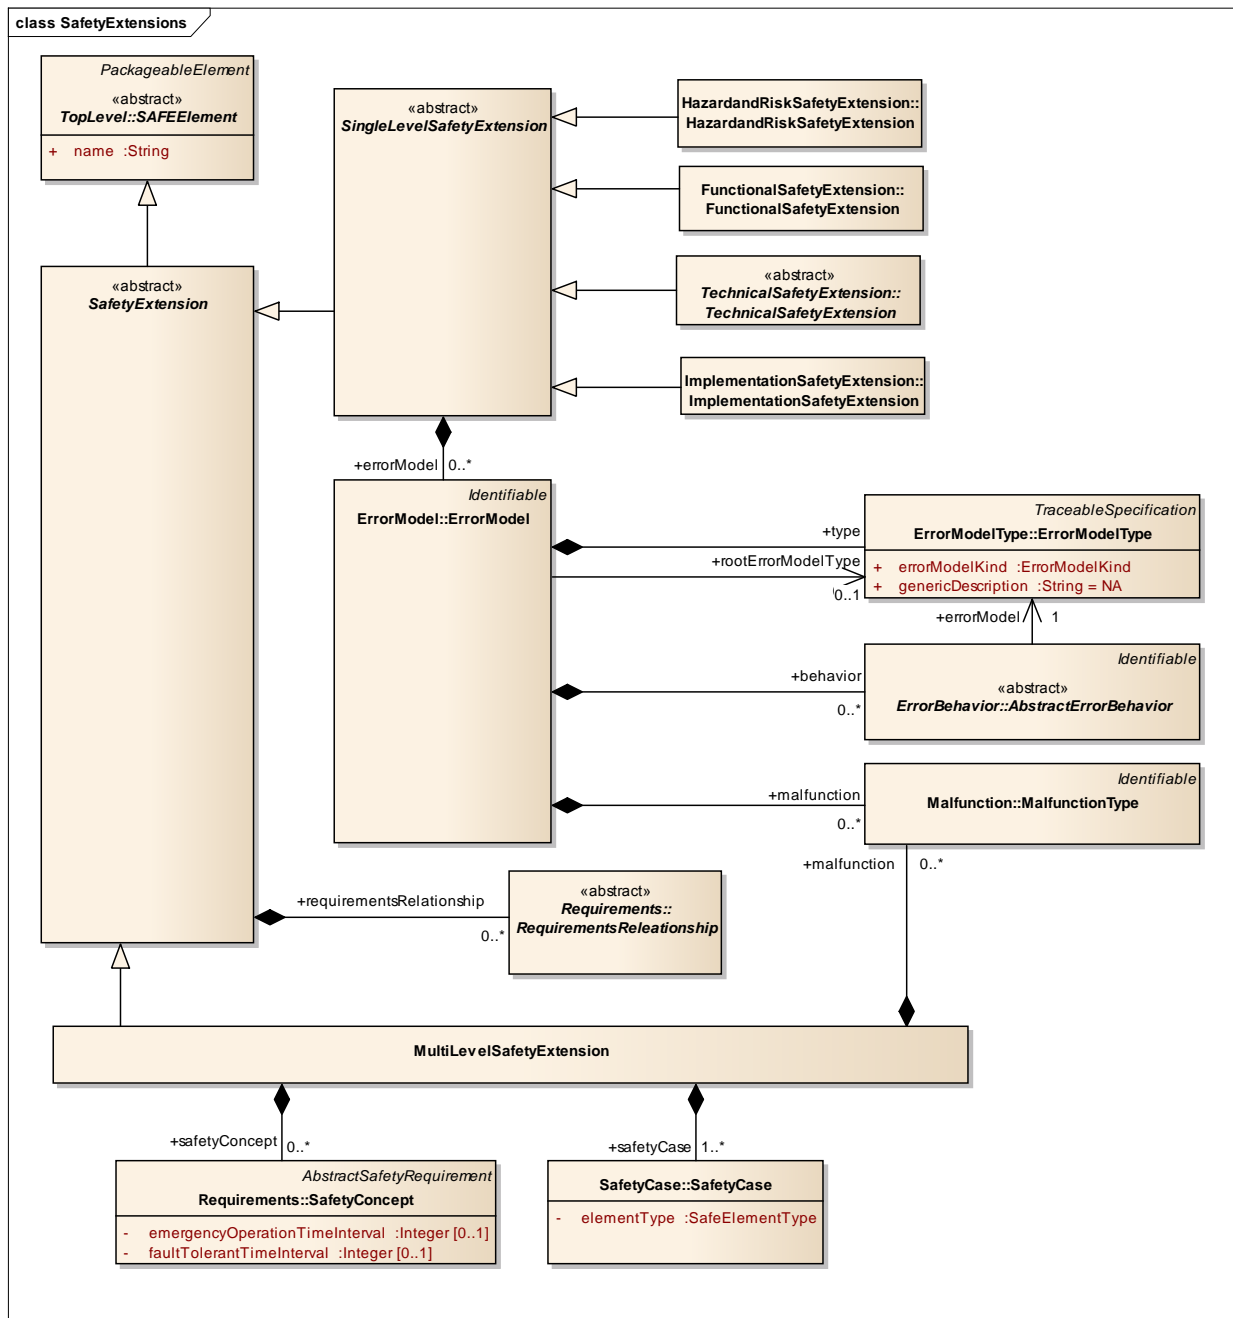 class SafetyExtensions
PackageableElement
«abstract»
TopLevel::SAFEElement
+ name :String
«abstract»
SingleLevelSafetyExtension
HazardandRiskSafetyExtension::
HazardandRiskSafetyExtension
FunctionalSafetyExtension::
FunctionalSafetyExtension
«abstract»
TechnicalSafetyExtension::
TechnicalSafetyExtension
ImplementationSafetyExtension::
ImplementationSafetyExtension
«abstract»
SafetyExtension
+errorModel 0..*
Identifiable
ErrorModel::ErrorModel
+type
+rootErrorModelType
0..1
TraceableSpecification
ErrorModelType::ErrorModelType
+ errorModelKind :ErrorModelKind
+ genericDescription :String = NA
+errorModel 1
+behavior
0..*
Identifiable
«abstract»
ErrorBehavior::AbstractErrorBehavior
+malfunction
0..*
Identifiable
Malfunction::MalfunctionType
+malfunction 0..*
+requirementsRelationship
0..*
«abstract»
Requirements::
RequirementsReleationship
MultiLevelSafetyExtension
+safetyConcept 0..*
+safetyCase 1..*
AbstractSafetyRequirement
Requirements::SafetyConcept
- emergencyOperationTimeInterval :Integer [0..1]
- faultTolerantTimeInterval :Integer [0..1]
SafetyCase::SafetyCase
- elementType :SafeElementType